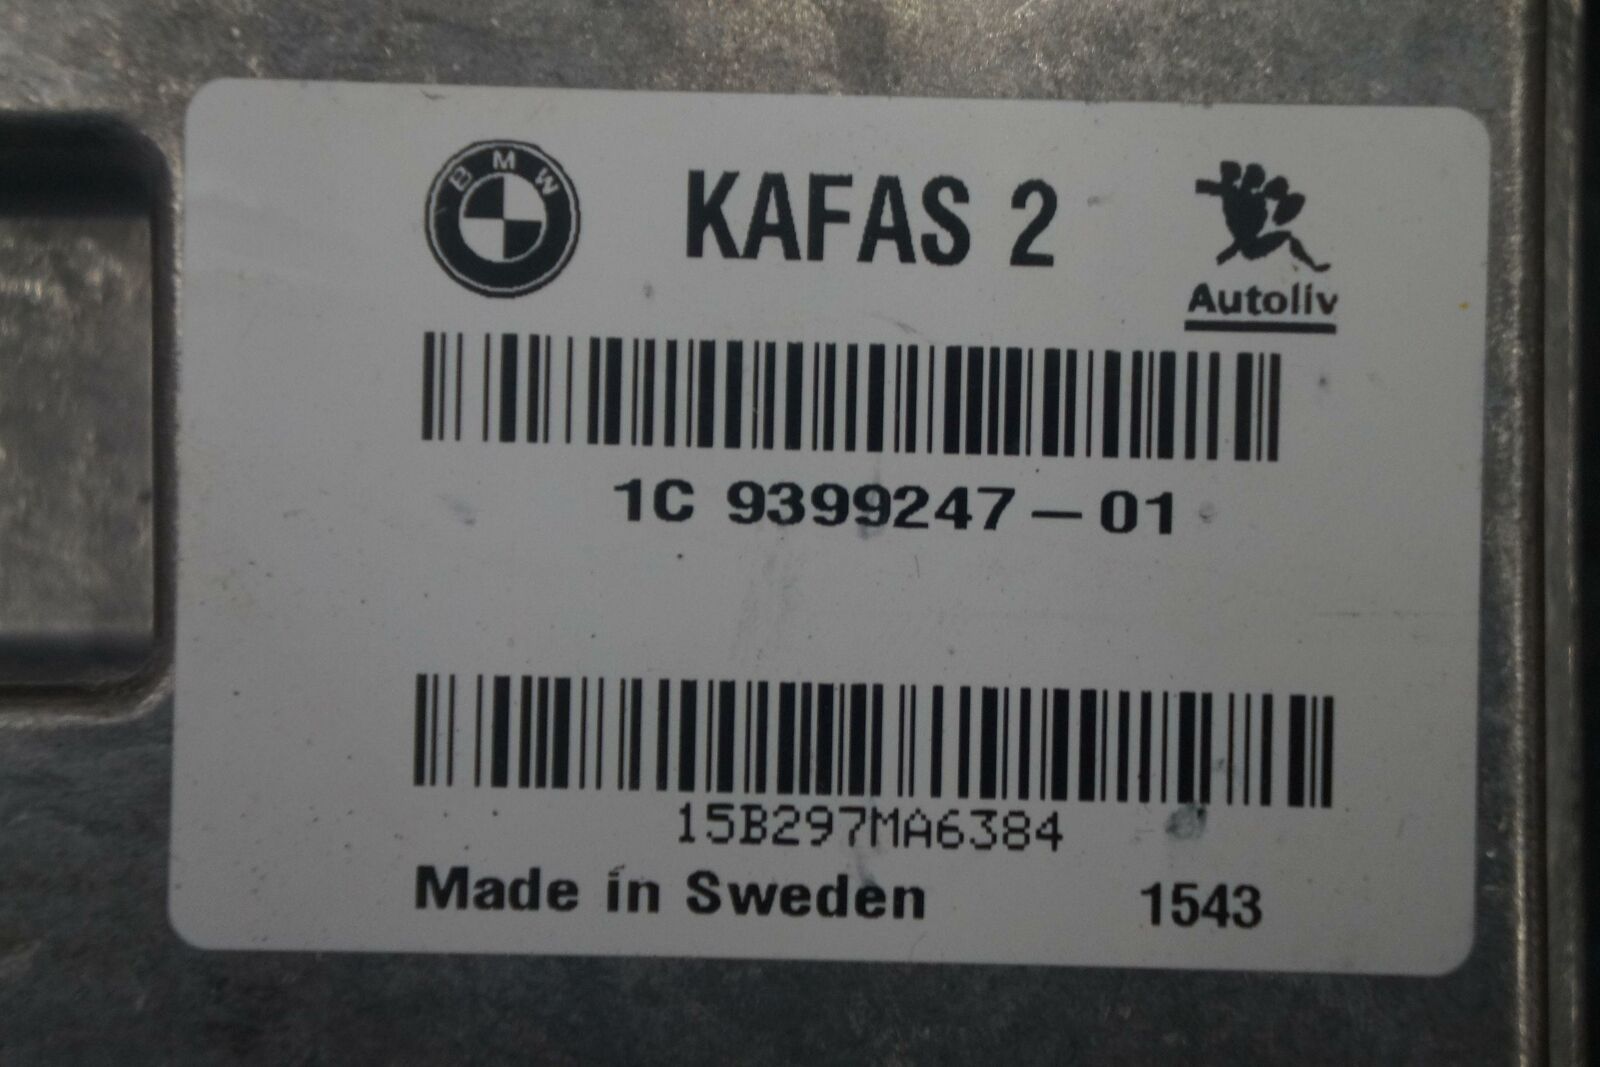 BMW KAFAS 2
Autoliv
1C 9399247-01
15B297MA6384
Made in Sweden 1543